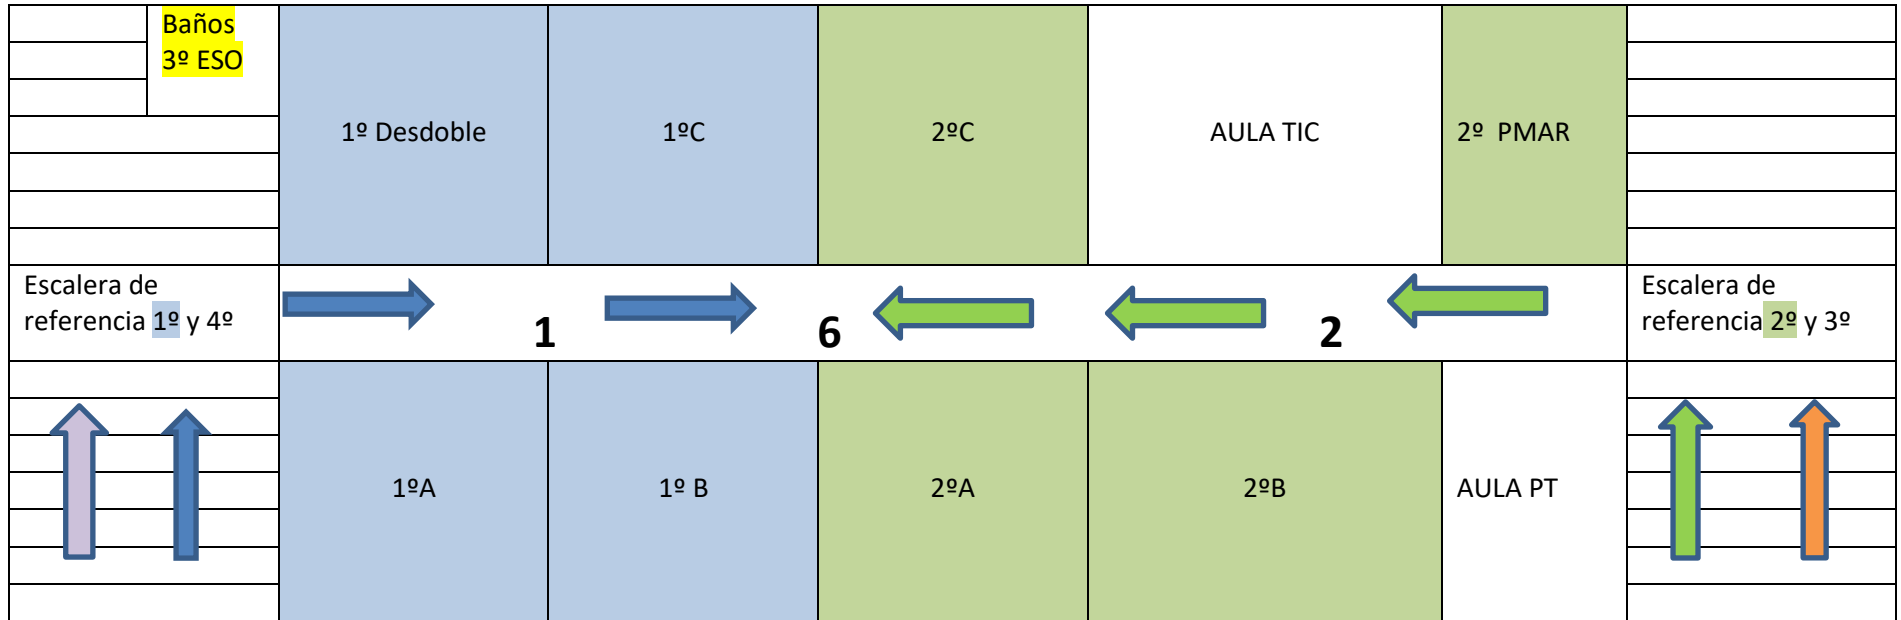 Baños
3º ESO
1º Desdoble
1ºC
2ºC
AULA TIC
2º  PMAR
Escalera de
referencia 1º y 4º
1
6
2
Escalera de
referencia 2º y 3º
1ºA
1º B
2ºA
2ºB
AULA PT